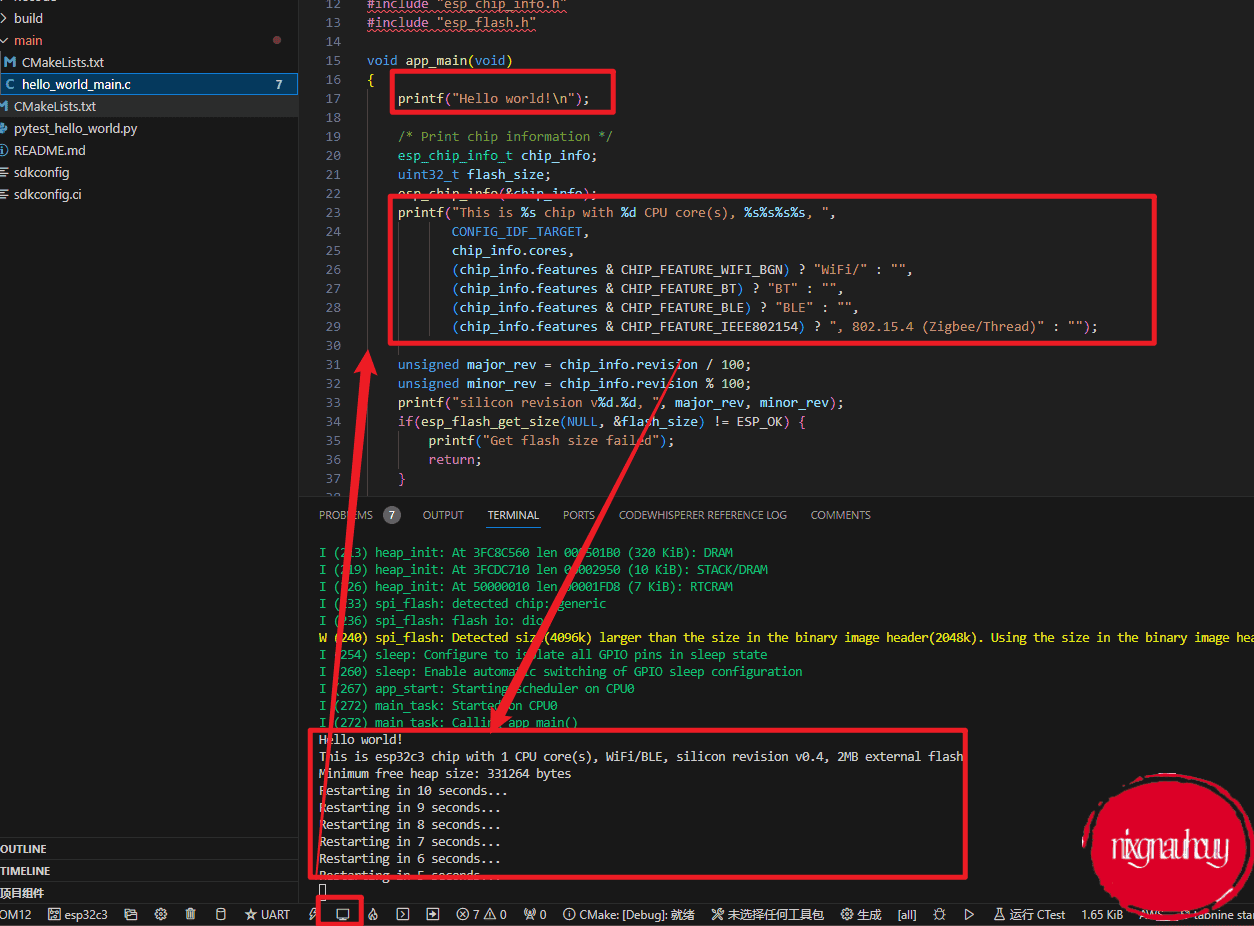 build
main
CMakeLists.txt
hello_world_main.c 7
CMakeLists.txt
pytest_hello_world.py
README.md
sdkconfig
sdkconfig.ci
OUTLINE
TIMELINE
项目组件
12 #include "esp_chip_info.h"
13 #include "esp_flash.h"
14
15 void app_main(void)
16 {
17 printf("Hello world!\n");
18
19 /* Print chip information */
20 esp_chip_info_t chip_info;
21 uint32_t flash_size;
22 esp_chip_info(&chip_info);
23 printf("This is %s chip with %d CPU core(s), %s%s%s%s, ",
24 CONFIG_IDF_TARGET,
25 chip_info.cores,
26 (chip_info.features & CHIP_FEATURE_WIFI_BGN) ? "WiFi/" : "",
27 (chip_info.features & CHIP_FEATURE_BT) ? "BT" : "",
28 (chip_info.features & CHIP_FEATURE_BLE) ? "BLE" : "",
29 (chip_info.features & CHIP_FEATURE_IEEE802154) ? ", 802.15.4 (Zigbee/Thread)" : "");
30
31 unsigned major_rev = chip_info.revision / 100;
32 unsigned minor_rev = chip_info.revision % 100;
33 printf("silicon revision v%d.%d, ", major_rev, minor_rev);
34 if(esp_flash_get_size(NULL, &flash_size) != ESP_OK) {
35 printf("Get flash size failed");
36 return;
37 }
PROBLEMS 7 OUTPUT TERMINAL PORTS CODEWHISPERER REFERENCE LOG COMMENTS
I (213) heap_init: At 3FC8C560 len 000501B0 (320 KiB): DRAM
I (219) heap_init: At 3FCDC710 len 00002950 (10 KiB): STACK/DRAM
I (226) heap_init: At 50000010 len 00001FD8 (7 KiB): RTCRAM
I (233) spi_flash: detected chip: generic
I (236) spi_flash: flash io: dio
W (240) spi_flash: Detected size(4096k) larger than the size in the binary image header(2048k). Using the size in the binary image hea
I (254) sleep: Configure to isolate all GPIO pins in sleep state
I (260) sleep: Enable automatic switching of GPIO sleep configuration
I (267) app_start: Starting scheduler on CPU0
I (272) main_task: Started on CPU0
I (272) main_task: Calling app_main()
Hello world!
This is esp32c3 chip with 1 CPU core(s), WiFi/BLE, silicon revision v0.4, 2MB external flash
Minimum free heap size: 331264 bytes
Restarting in 10 seconds...
Restarting in 9 seconds...
Restarting in 8 seconds...
Restarting in 7 seconds...
Restarting in 6 seconds...
Restarting in 5 seconds...
nixgnauhcuy
OM12 esp32c3 UART 7 0 0 CMake: [Debug]: 就绪 未选择任何工具包 生成 [all] 运行 CTest 1.65 KiB AWS tabnine star